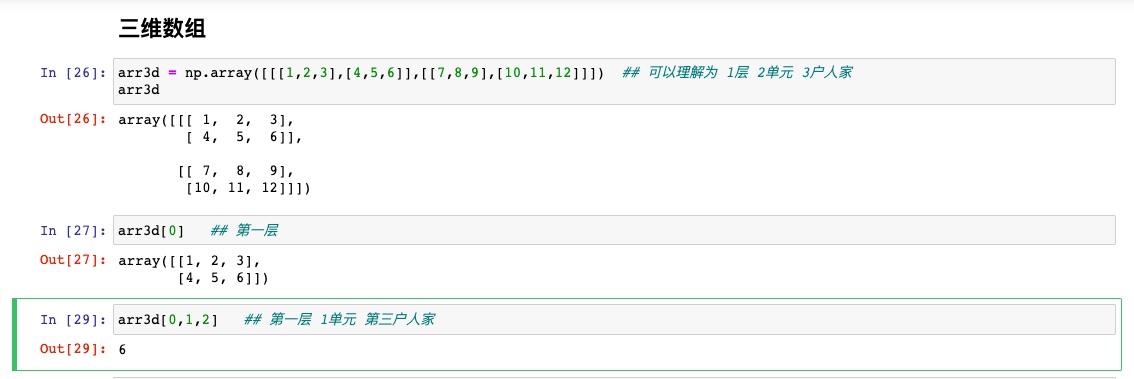 三维数组
In [26]: arr3d = np.array([[[1,2,3],[4,5,6]],[[7,8,9],[10,11,12]]])  ## 可以理解为 1层 2单元 3户人家
arr3d
Out[26]: array([[[ 1,  2,  3],
        [ 4,  5,  6]],
       [[ 7,  8,  9],
        [10, 11, 12]]])
In [27]: arr3d[0]   ## 第一层
Out[27]: array([[1, 2, 3],
       [4, 5, 6]])
In [29]: arr3d[0,1,2]   ## 第一层 1单元 第三户人家
Out[29]: 6